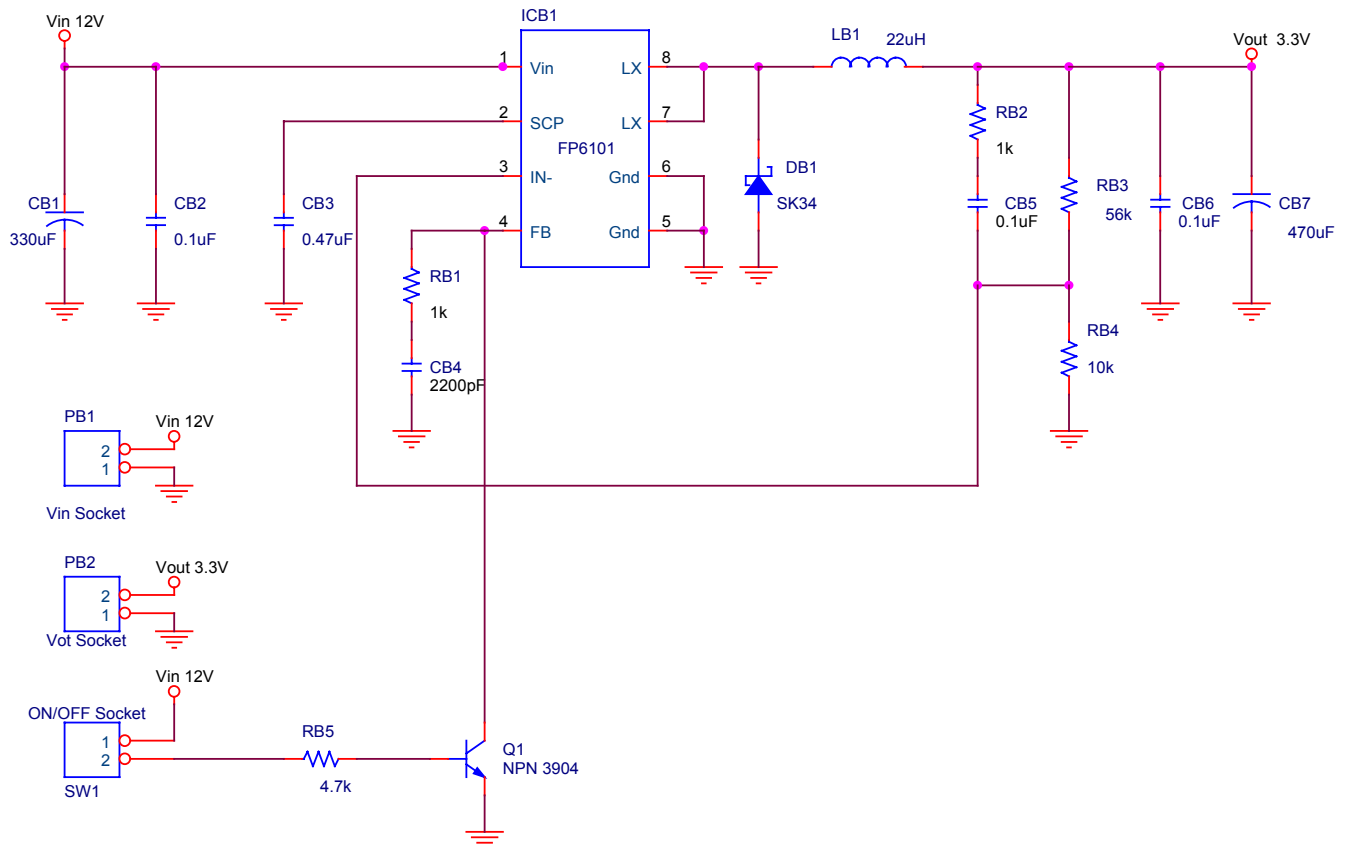 Vin 12V
ICB1
LB1
22uH
Vout 3.3V
1
Vin
LX
8
2
SCP
LX
7
FP6101
3
IN-
Gnd
6
4
FB
Gnd
5
DB1
SK34
RB2
1k
CB5
0.1uF
RB3
56k
CB6
0.1uF
CB7
470uF
CB1
330uF
CB2
0.1uF
CB3
0.47uF
RB1
1k
CB4
2200pF
RB4
10k
PB1
Vin 12V
2
1
Vin Socket
PB2
Vout 3.3V
2
1
Vot Socket
Vin 12V
ON/OFF Socket
1
2
SW1
RB5
4.7k
Q1
NPN 3904